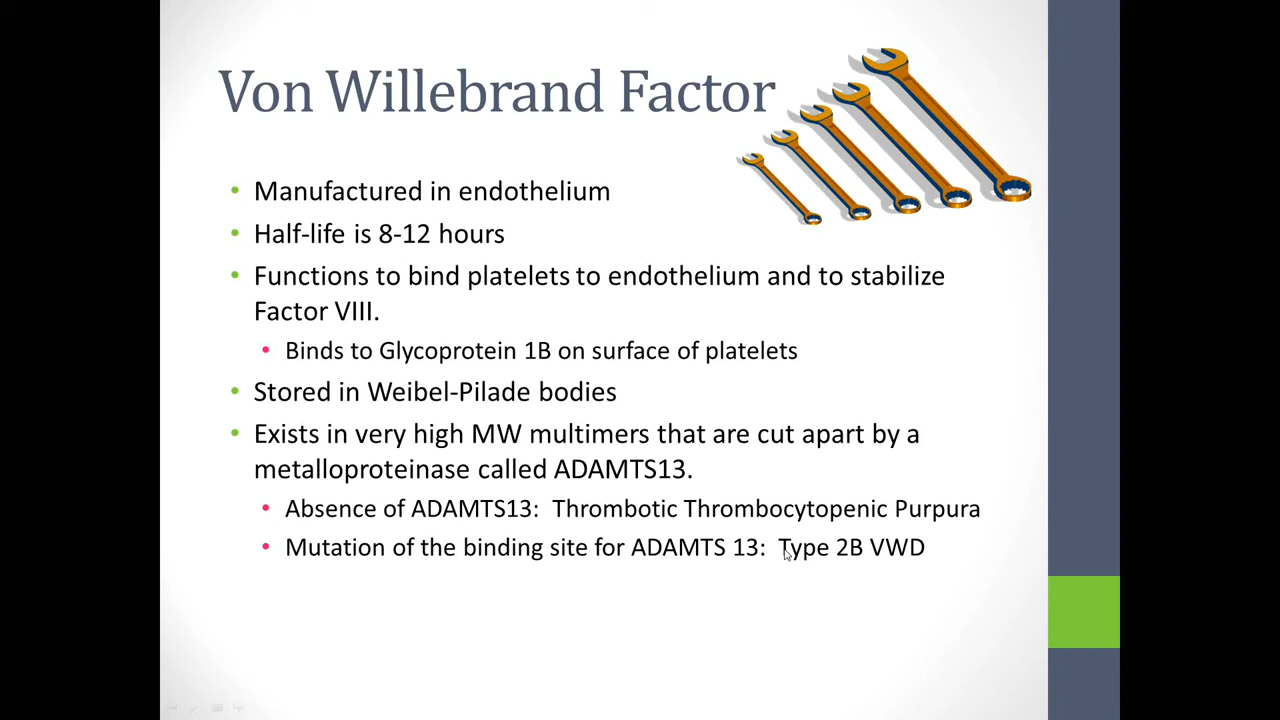 Von Willebrand Factor
• Manufactured in endothelium
• Half-life is 8-12 hours
• Functions to bind platelets to endothelium and to stabilize
Factor VIII.
• Binds to Glycoprotein 1B on surface of platelets
• Stored in Weibel-Pilade bodies
• Exists in very high MW multimers that are cut apart by a
metalloproteinase called ADAMTS13.
• Absence of ADAMTS13:  Thrombotic Thrombocytopenic Purpura
• Mutation of the binding site for ADAMTS 13:  Type 2B VWD